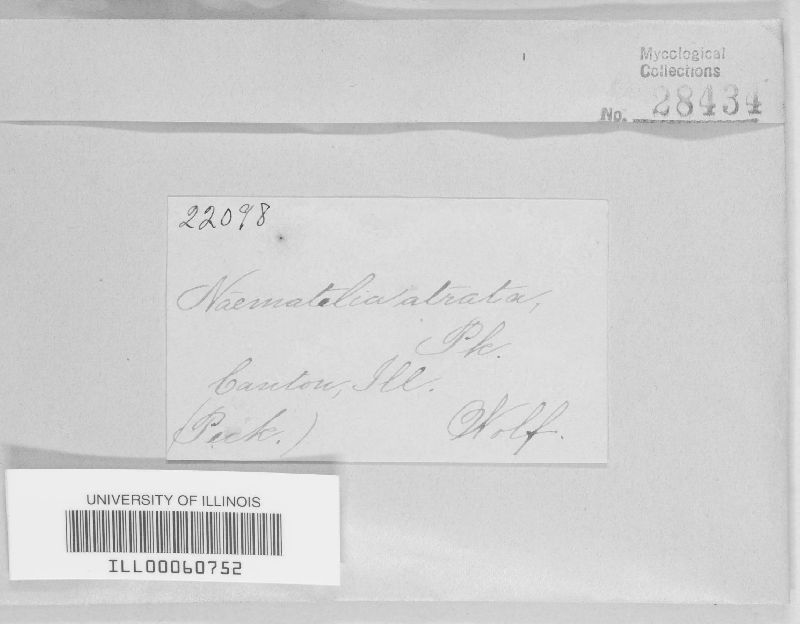 Mycological
Collections
No. 28434
22098
Naematelia atrata,
Pk.
Canton, Ill.
(Peck.) Wolf.
UNIVERSITY OF ILLINOIS
ILL00060752